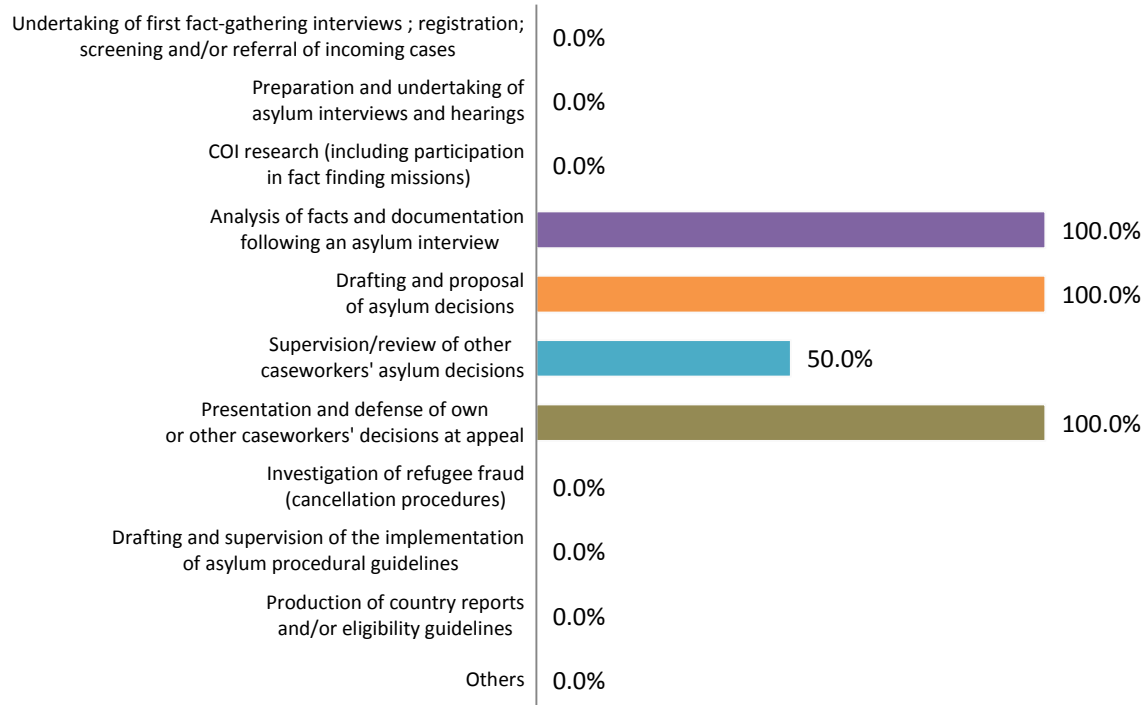 Undertaking of first fact-gathering interviews ; registration;
screening and/or referral of incoming cases
0.0%
Preparation and undertaking of
asylum interviews and hearings
0.0%
COI research (including participation
in fact finding missions)
0.0%
Analysis of facts and documentation
following an asylum interview
100.0%
Drafting and proposal
of asylum decisions
100.0%
Supervision/review of other
caseworkers' asylum decisions
50.0%
Presentation and defense of own
or other caseworkers' decisions at appeal
100.0%
Investigation of refugee fraud
(cancellation procedures)
0.0%
Drafting and supervision of the implementation
of asylum procedural guidelines
0.0%
Production of country reports
and/or eligibility guidelines
0.0%
Others
0.0%